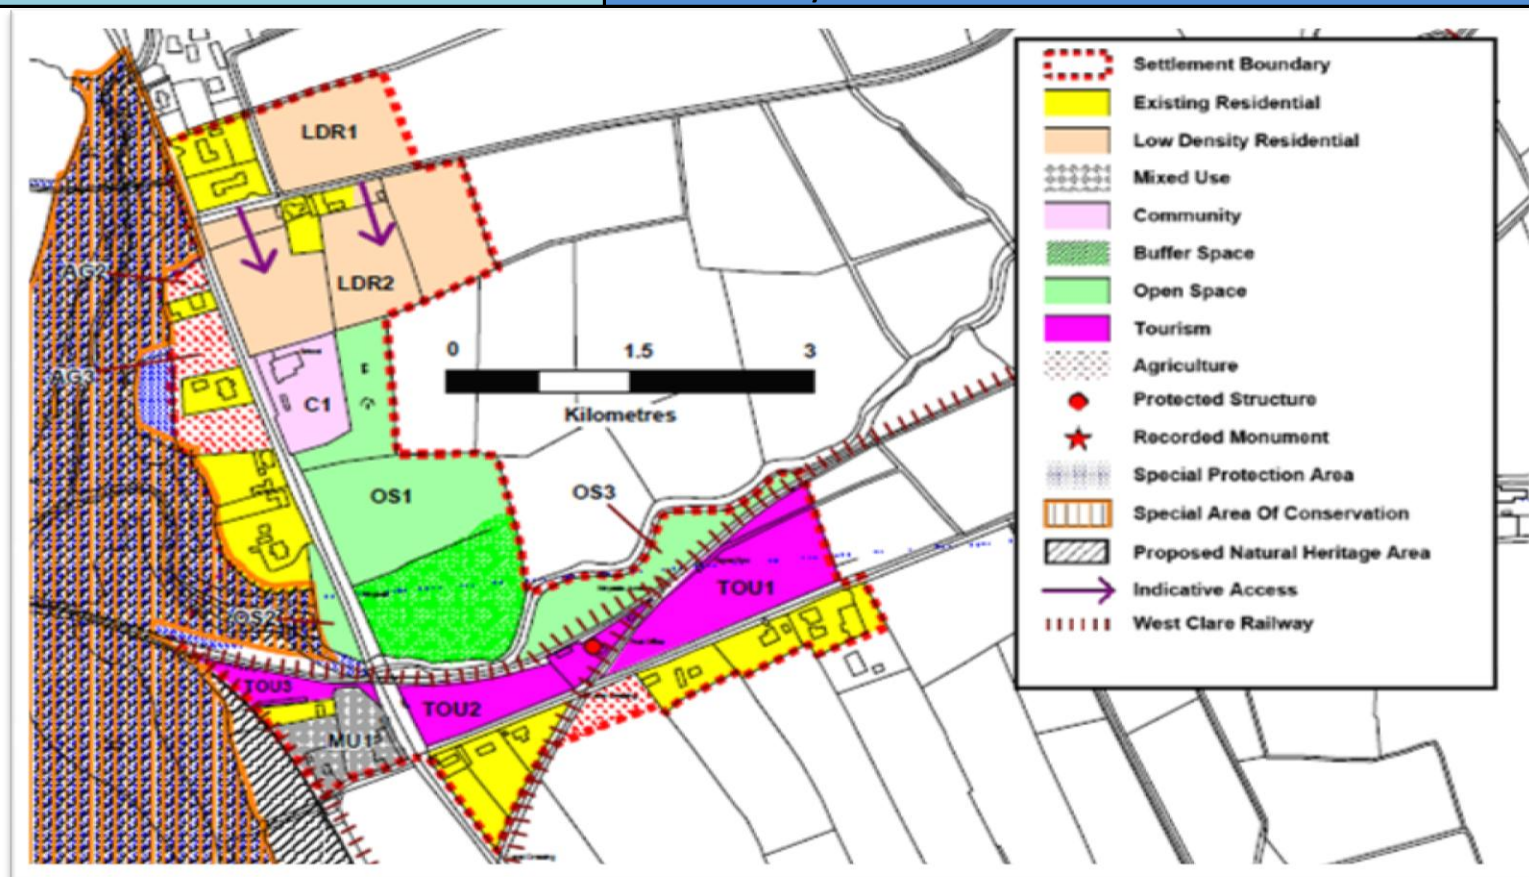 LDR1
AG2
LDR2
AG3
C1
0 1.5 3
Kilometres
OS1
OS3
OS2
TOU1
TOU3
TOU2
MU1
Settlement Boundary
Existing Residential
Low Density Residential
Mixed Use
Community
Buffer Space
Open Space
Tourism
Agriculture
Protected Structure
Recorded Monument
Special Protection Area
Special Area Of Conservation
Proposed Natural Heritage Area
Indicative Access
West Clare Railway